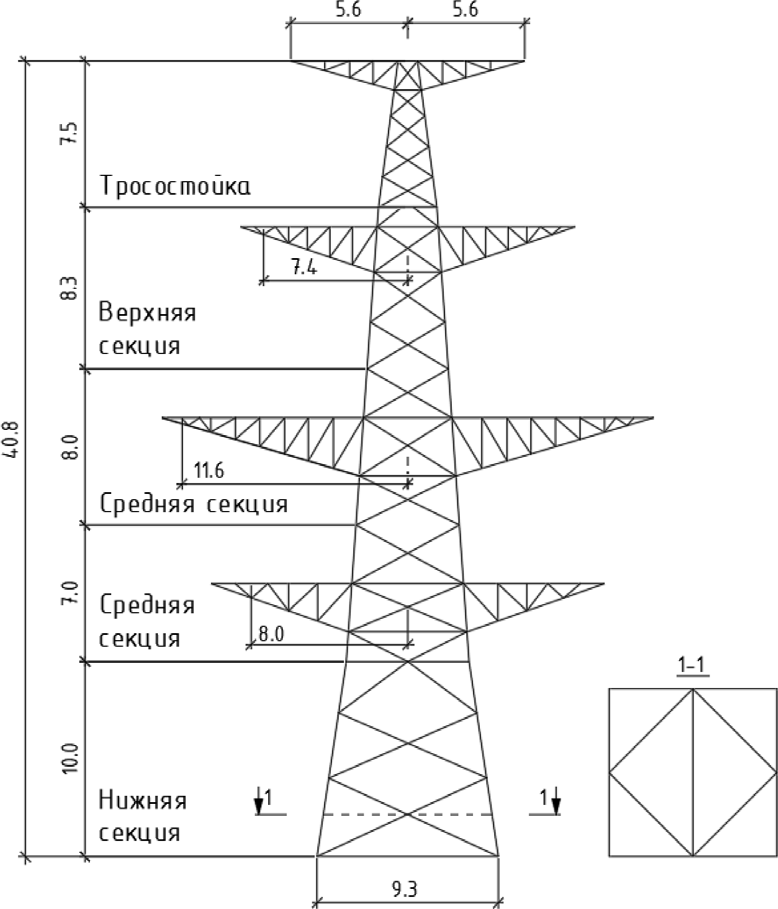 5.6
5.6
7.5
Тросостойка
7.4
8.3
Верхняя
секция
40.8
8.0
11.6
Средняя секция
7.0
Средняя
секция
8.0
1-1
10.0
Нижняя
секция
1
1
9.3